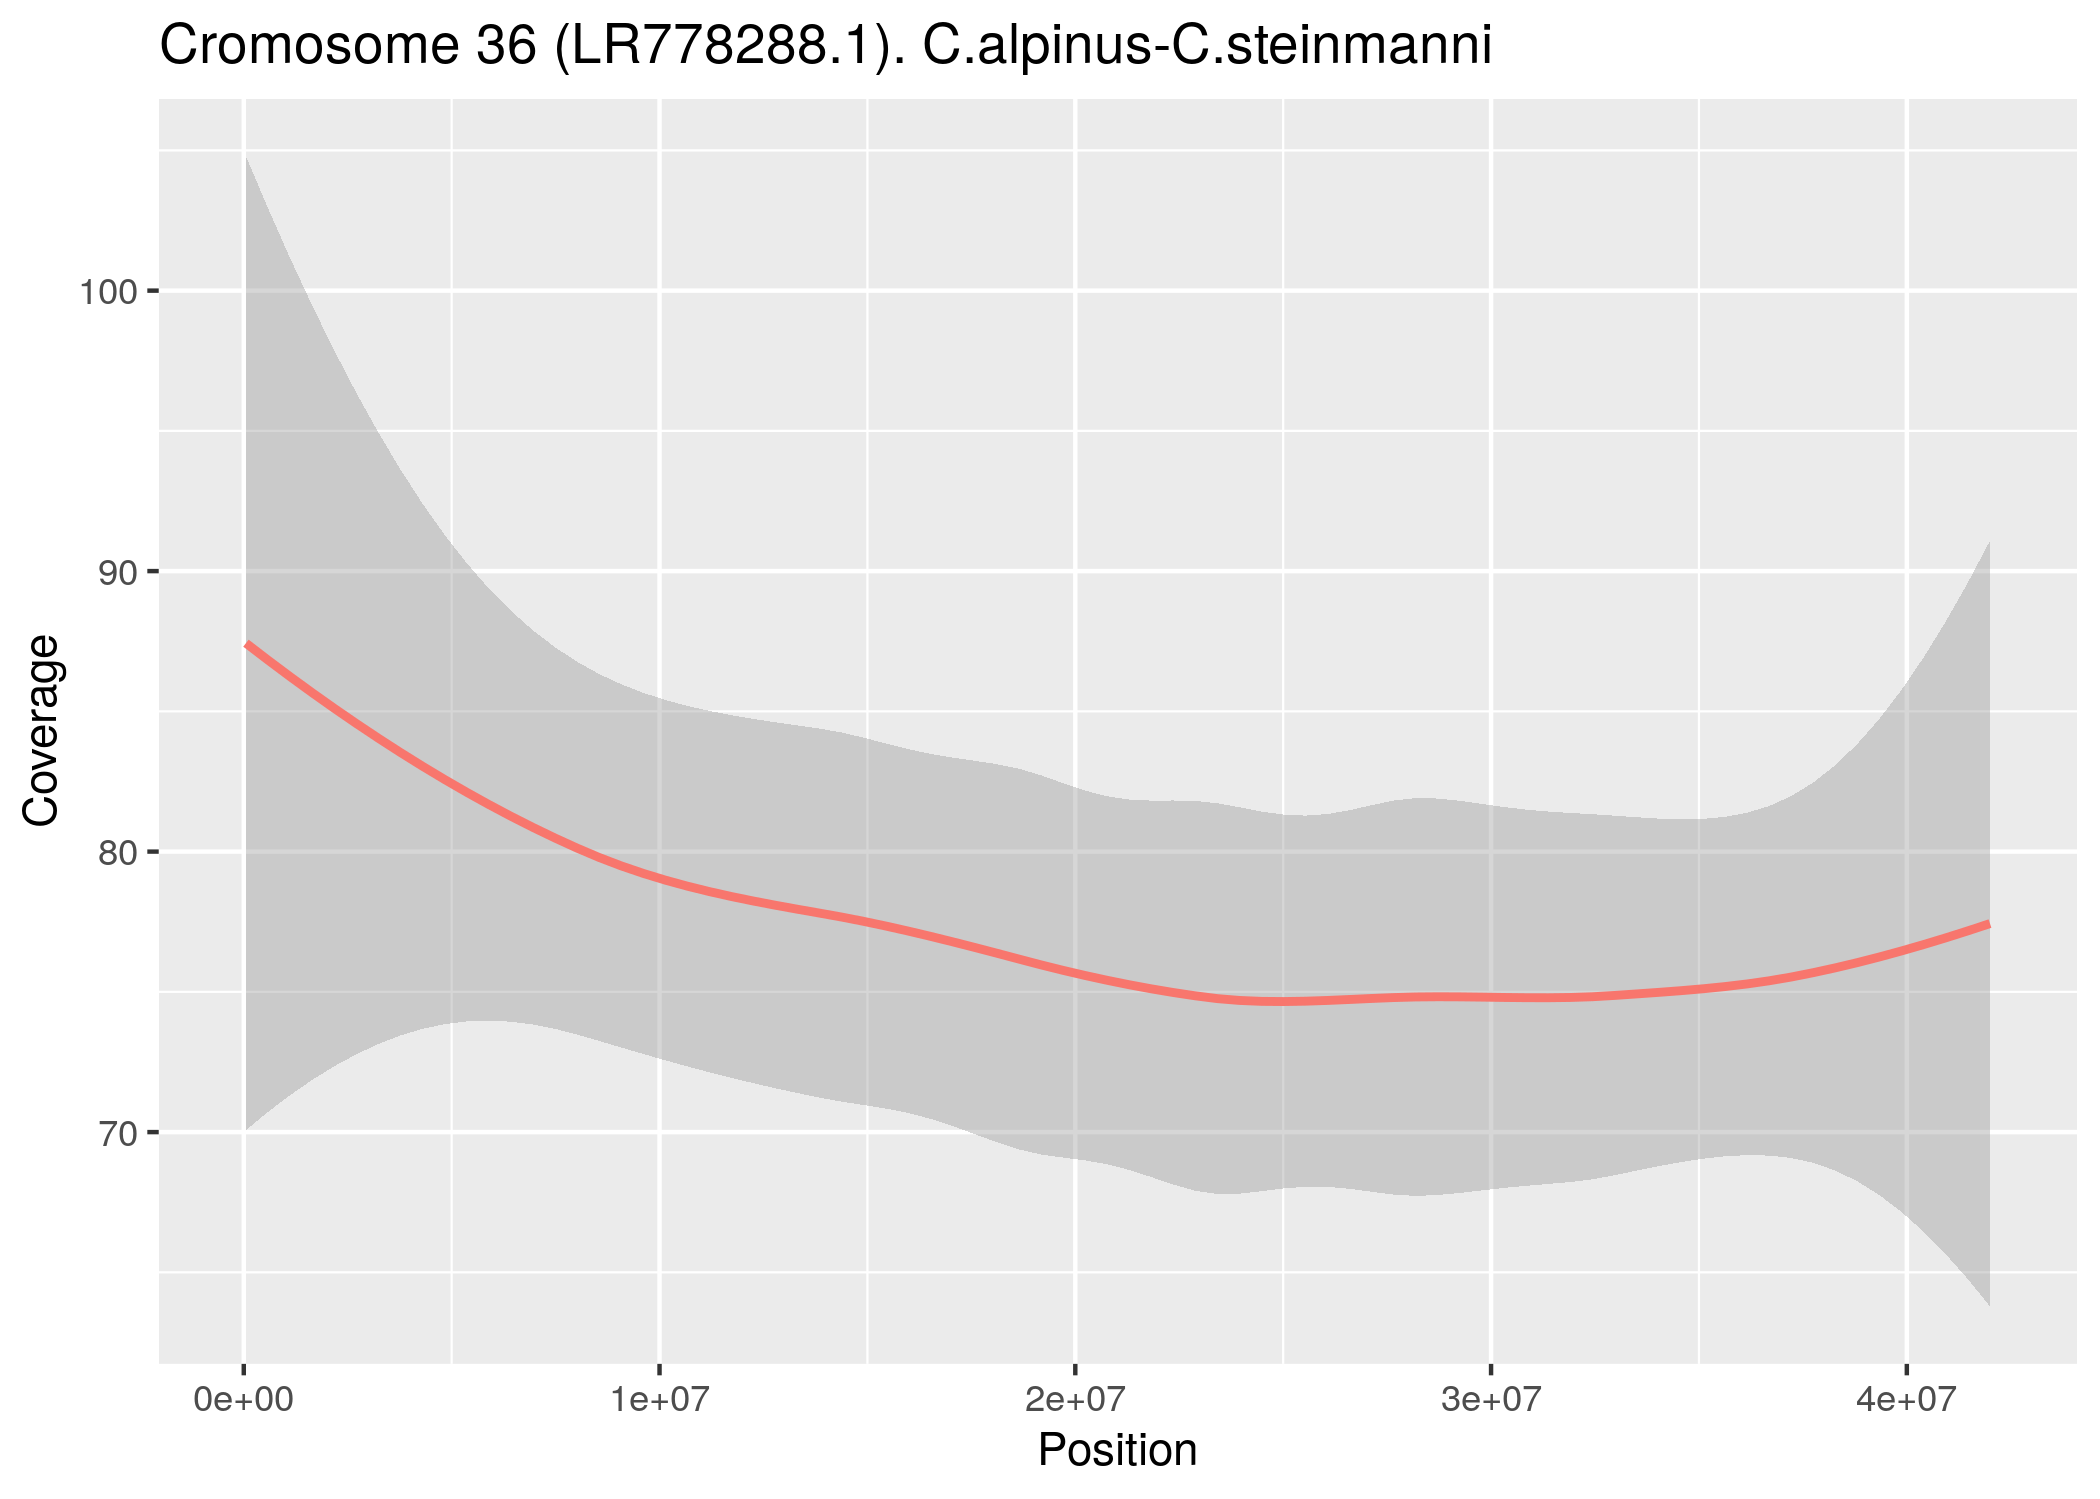 Cromosome 36 (LR778288.1). C.alpinus-C.steinmanni
100
90
80
70
Coverage
0e+00 1e+07 2e+07 3e+07 4e+07
Position